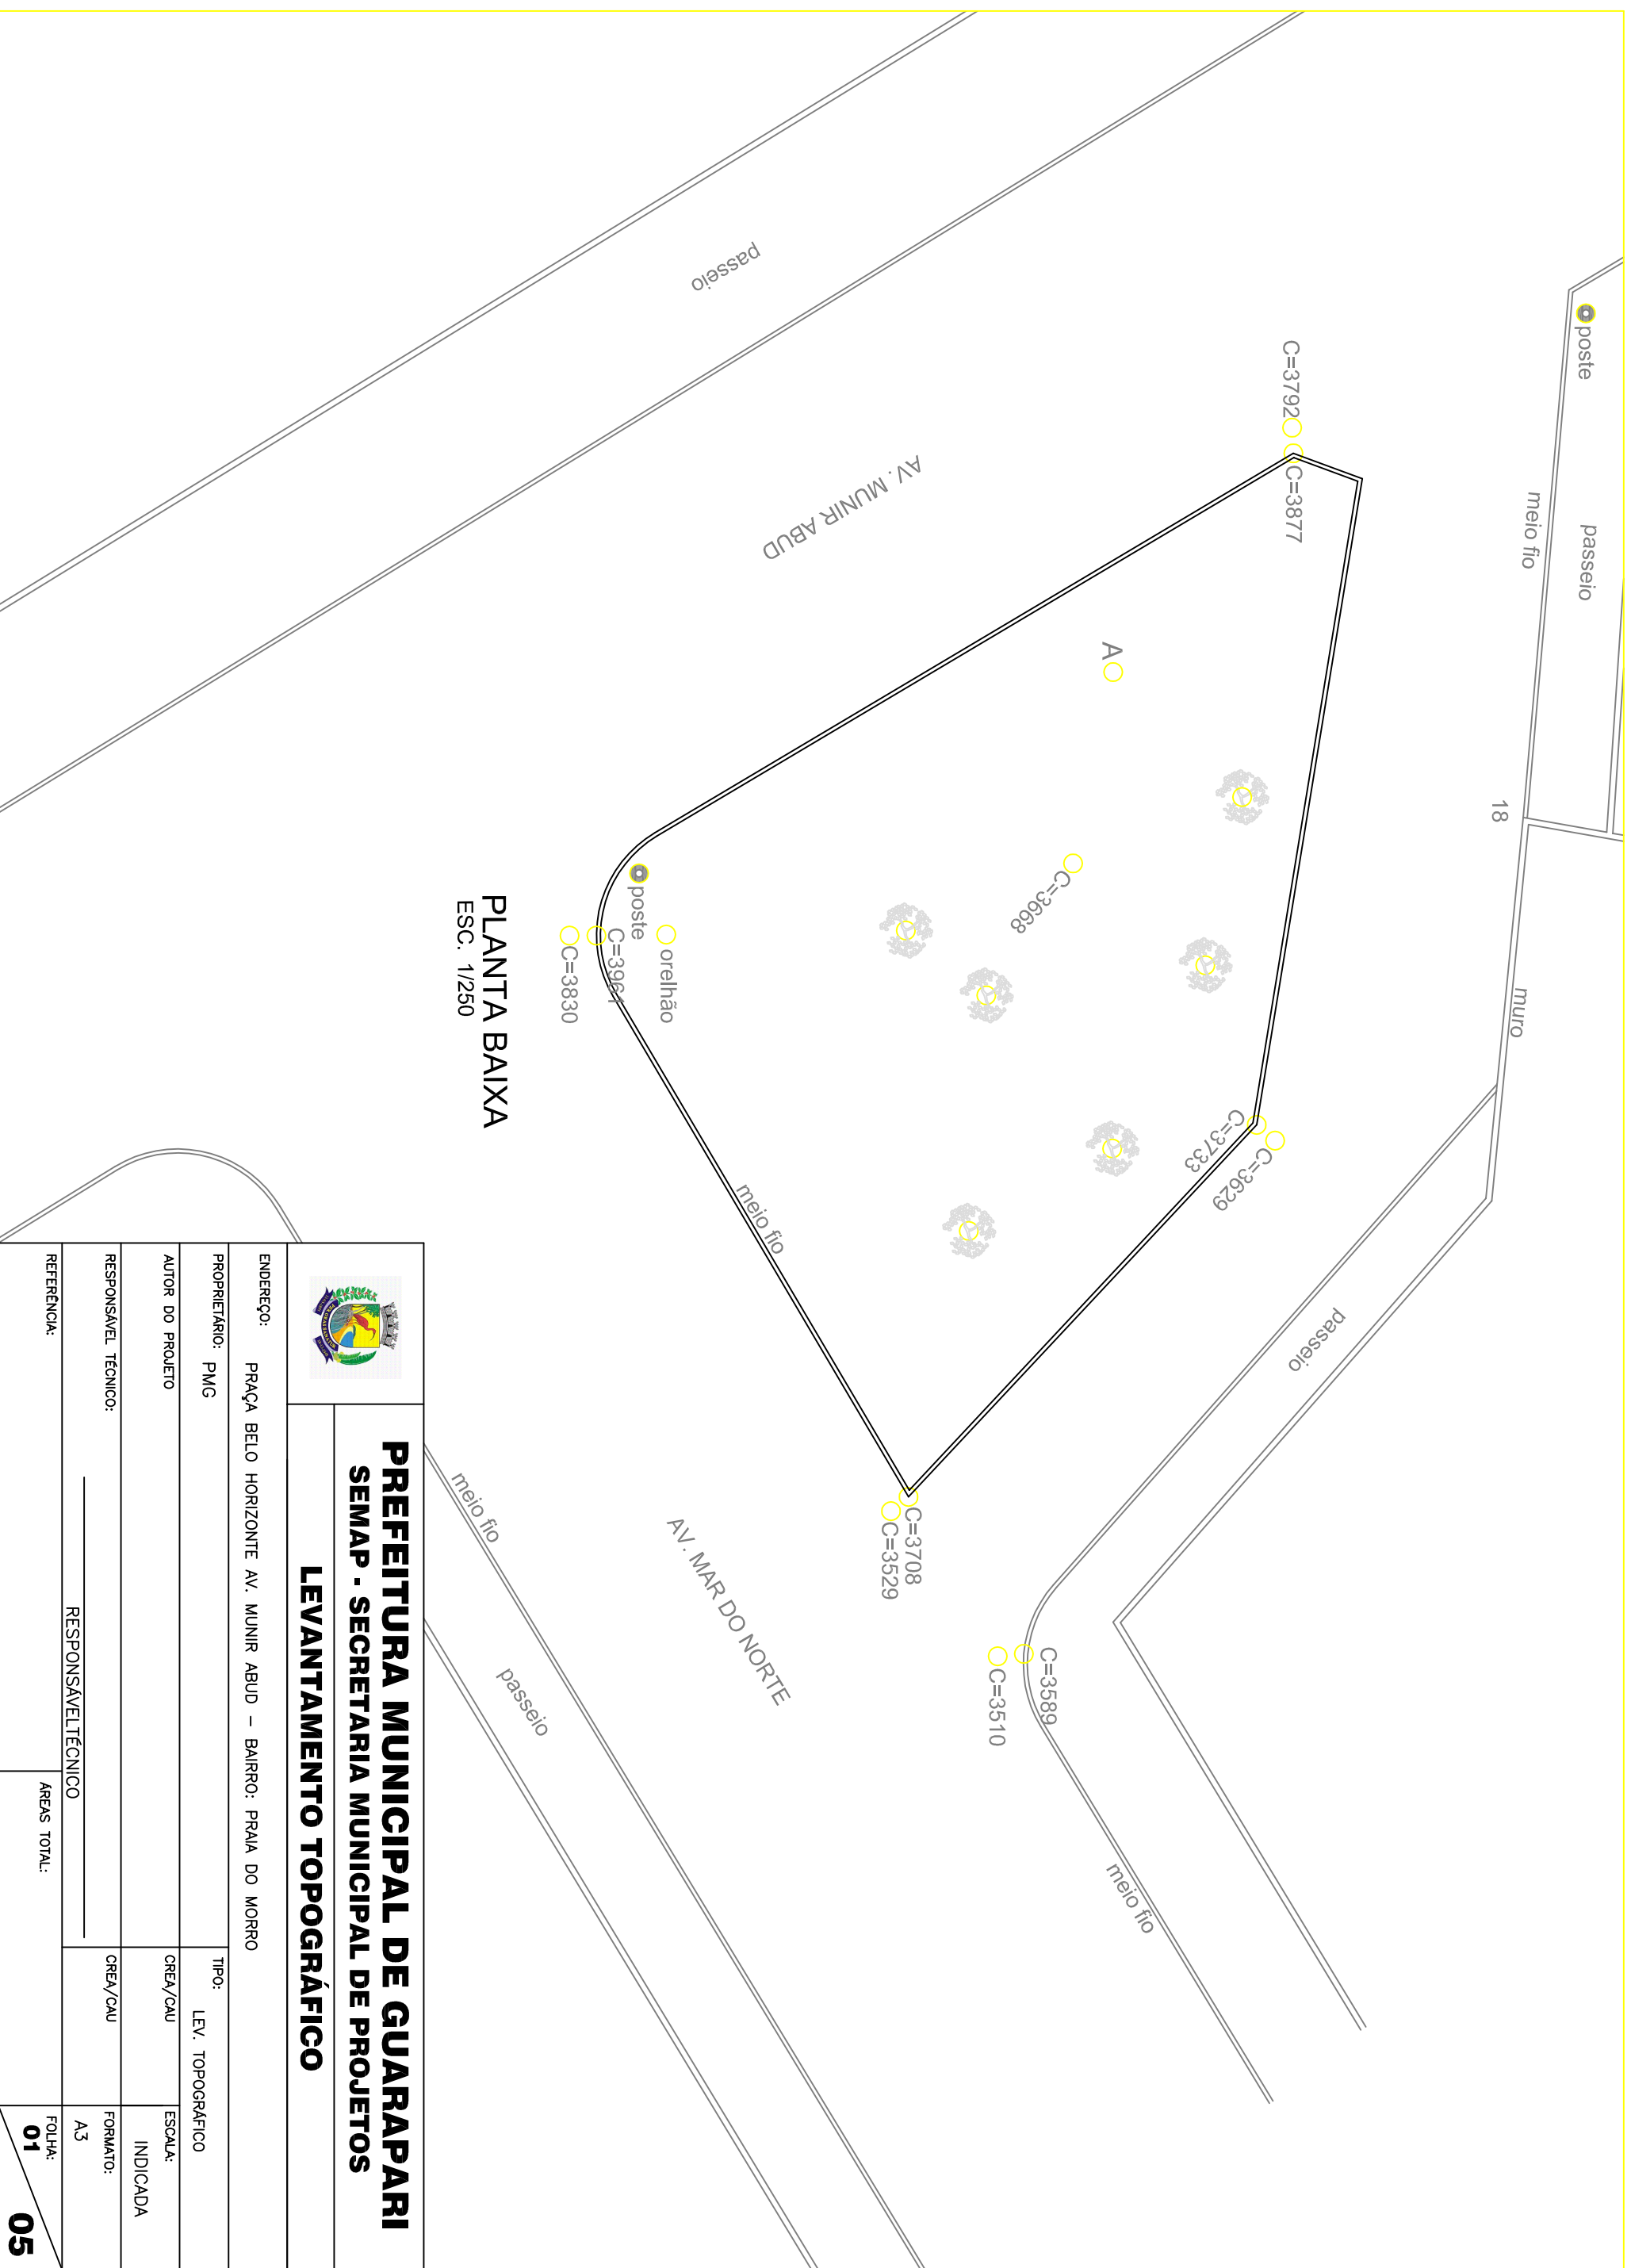 poste
passeio
meio fio
18
muro
passeio
C=3792
C=3877
A
C=3668
C=3733
C=3629
passeio
AV. MUNIR ABUD
poste
orelhão
C=3961
C=3830
meio fio
C=3708
C=3529
C=3589
C=3510
meio fio
AV. MAR DO NORTE
meio fio
passeio
PLANTA BAIXA
ESC. 1/250
PREFEITURA MUNICIPAL DE GUARAPARI
SEMAP - SECRETARIA MUNICIPAL DE PROJETOS
LEVANTAMENTO TOPOGRÁFICO
ENDEREÇO: PRAÇA BELO HORIZONTE AV. MUNIR ABUD – BAIRRO: PRAIA DO MORRO
PROPRIETÁRIO: PMG
TIPO: LEV. TOPOGRÁFICO
AUTOR DO PROJETO
CREA/CAU
ESCALA: INDICADA
RESPONSÁVEL TÉCNICO:
RESPONSÁVELTÉCNICO
CREA/CAU
FORMATO: A3
REFERÊNCIA:
ÁREAS TOTAL:
FOLHA: 01
05